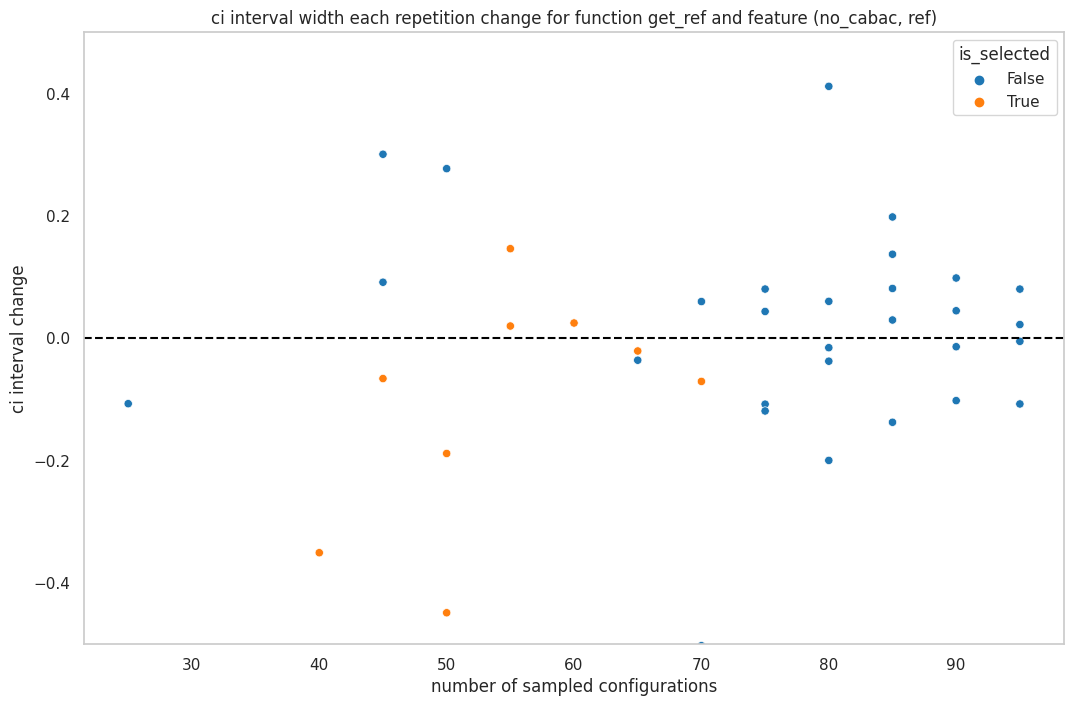 ci interval width each repetition change for function get_ref and feature (no_cabac, ref)
is_selected
False
True
ci interval change
0.4
0.2
0.0
−0.2
−0.4
30 40 50 60 70 80 90
number of sampled configurations